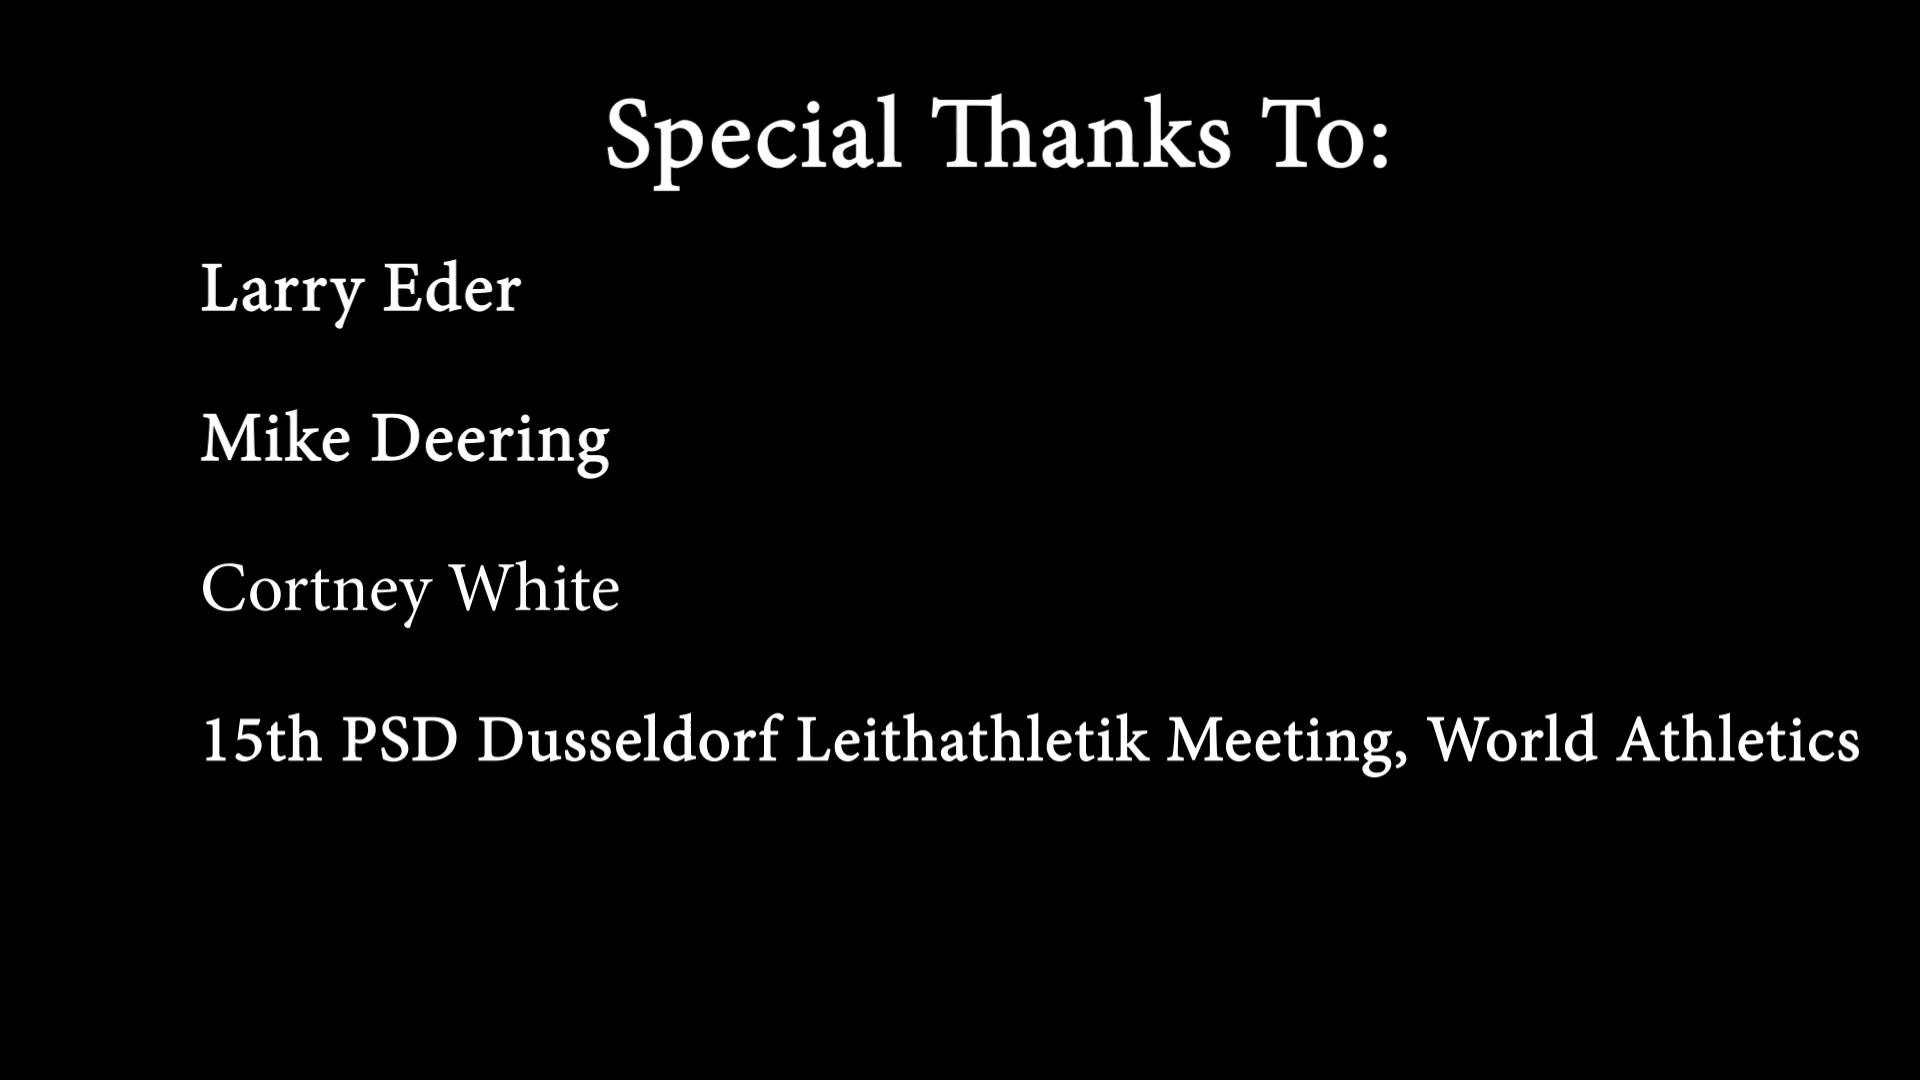 Special Thanks To:
Larry Eder
Mike Deering
Cortney White
15th PSD Dusseldorf Leithathletik Meeting, World Athletics